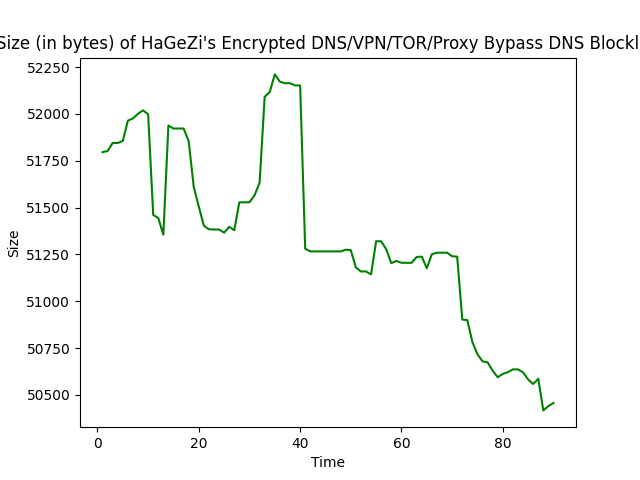 Size (in bytes) of HaGeZi's Encrypted DNS/VPN/TOR/Proxy Bypass DNS Blockl
52250
52000
51750
51500
51250
51000
50750
50500
Size
0 20 40 60 80
Time